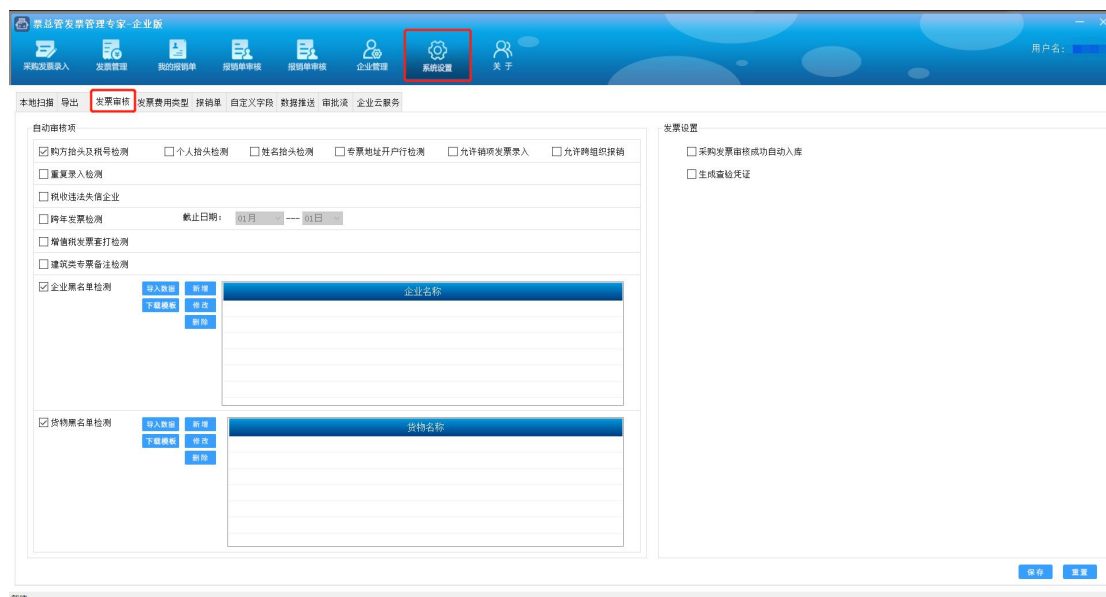 票总管发票管理专家-企业版
用户名:
采购发票录入 发票管理 我的报销单 报销单审核 报销单审核 企业管理 系统设置 关于
本地扫描 导出 发票审核 发票费用类型 报销单 自定义字段 数据推送 审批流 企业云服务
自动审核项
购方抬头及税号检测 个人抬头检测 姓名抬头检测 专票地址开户行检测 允许销项发票录入 允许跨组织报销
重复录入检测
税收违法失信企业
跨年发票检测 截止日期: 01月 --- 01日
增值税发票套打检测
建筑类专票备注检测
企业黑名单检测 导入数据 新增 企业名称
下载模板 修改
删除
货物黑名单检测 导入数据 新增 货物名称
下载模板 修改
删除
发票设置
采购发票审核成功自动入库
生成查验凭证
保存 重置